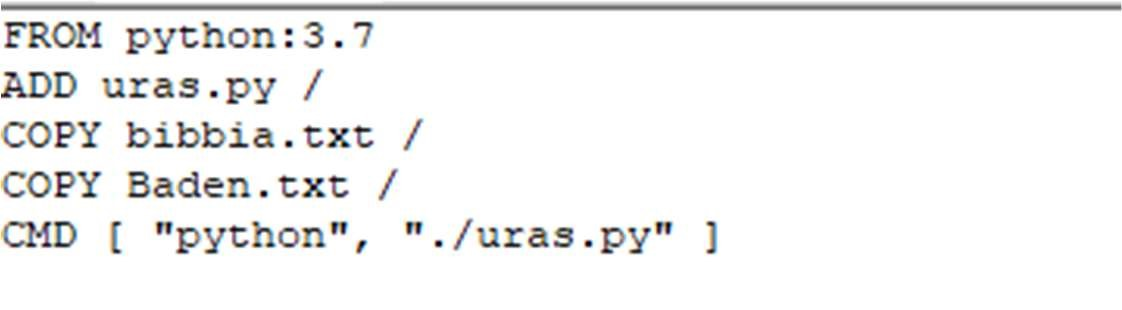 FROM python:3.7
ADD uras.py /
COPY bibbia.txt /
COPY Baden.txt /
CMD [ "python", "./uras.py" ]